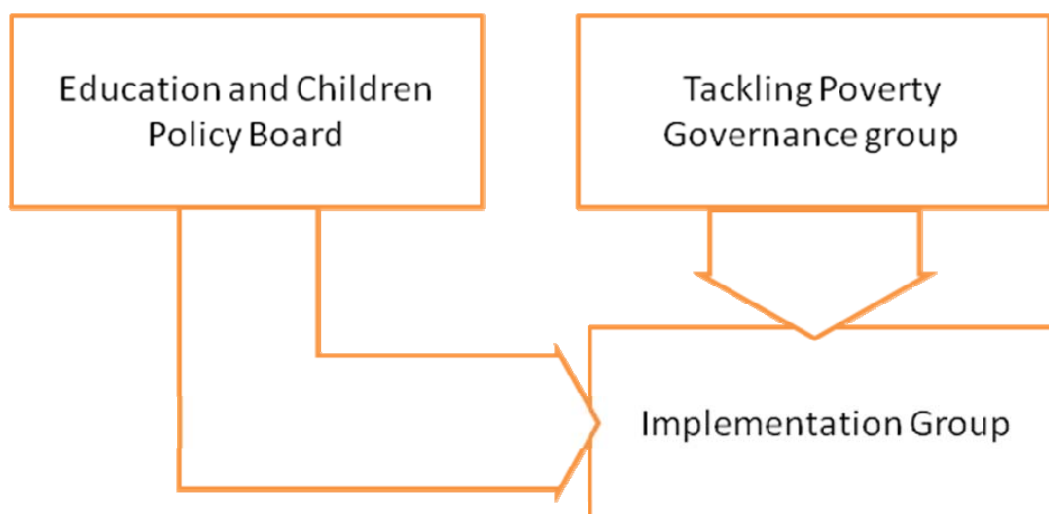 Education and Children
Policy Board
Tackling Poverty
Governance group
Implementation Group